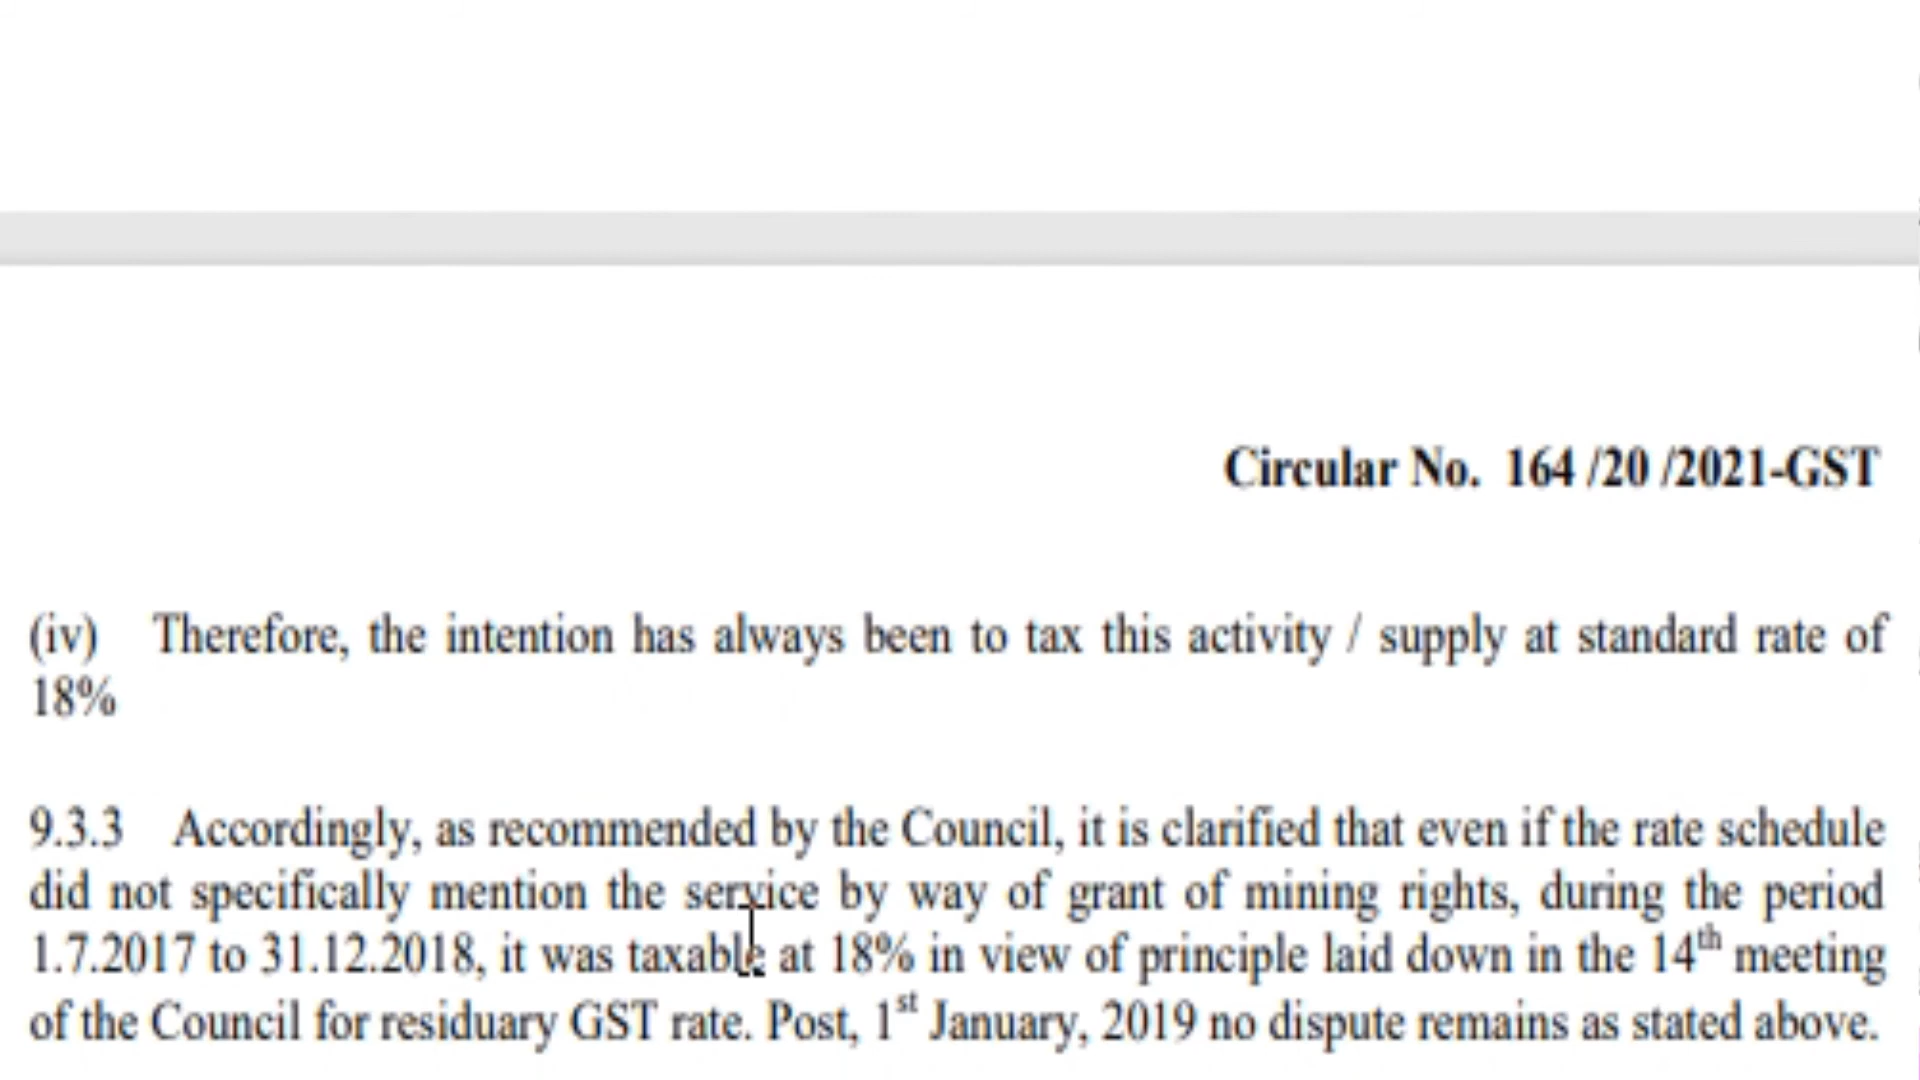 Circular No. 164 /20 /2021-GST
(iv) Therefore, the intention has always been to tax this activity / supply at standard rate of
18%
9.3.3 Accordingly, as recommended by the Council, it is clarified that even if the rate schedule
did not specifically mention the service by way of grant of mining rights, during the period
1.7.2017 to 31.12.2018, it was taxable at 18% in view of principle laid down in the 14th meeting
of the Council for residuary GST rate. Post, 1st January, 2019 no dispute remains as stated above.